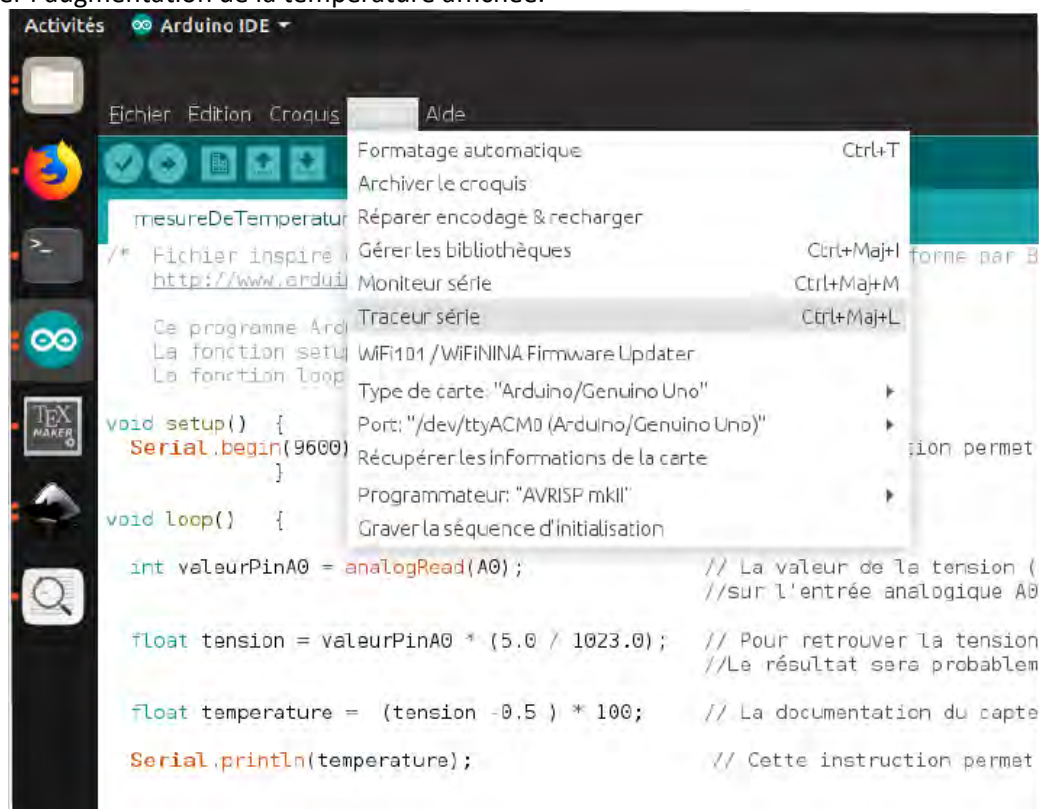 er l'augmentation de la température affichée.
Activités Arduino IDE
Fichier Édition Croquis Aide
Formatage automatique Ctrl+T
Archiver le croquis
mesureDeTemperatur Réparer encodage & recharger
/* Fichier inspire Gérer les bibliothèques Ctrl+Maj+I forme par B
http://www.ardui Moniteur série Ctrl+Maj+M
Traceur série Ctrl+Maj+L
Ce programme Ard
La fonction setup WiFi101 / WiFiNINA Firmware Updater
La fonction loop
Type de carte: "Arduino/Genuino Uno"
void setup() { Port: "/dev/ttyACM0 (Arduino/Genuino Uno)"
Serial.begin(9600) Récupérer les informations de la carte ion permet
}
Programmateur: "AVRISP mkII"
void loop() { Graver la séquence d'initialisation
int valeurPinA0 = analogRead(A0); // La valeur de la tension (
//sur l'entrée analogique A0
float tension = valeurPinA0 * (5.0 / 1023.0); // Pour retrouver la tension
//Le résultat sera probablem
float temperature = (tension -0.5 ) * 100; // La documentation du capte
Serial.println(temperature); // Cette instruction permet
TEX
MAKER